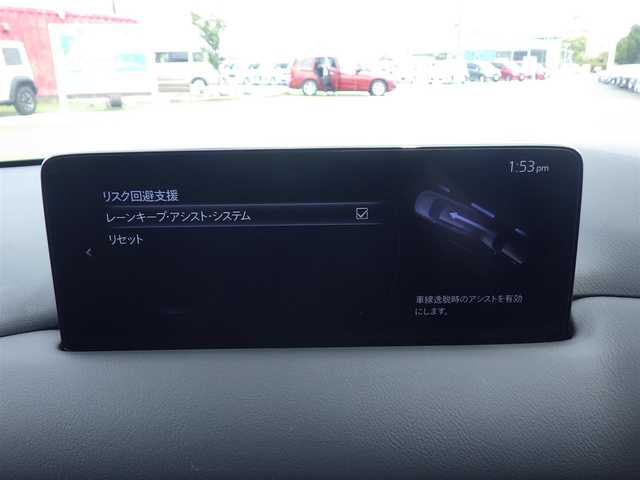 1:53pm
リスク回避支援
レーンキープ・アシスト・システム
リセット
車線逸脱時のアシストを有効
にします。